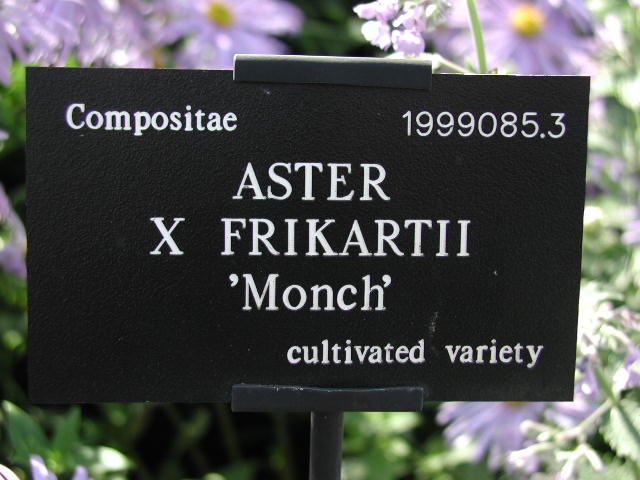 Compositae 1999085.3
ASTER
X FRIKARTII
'Monch'
cultivated variety